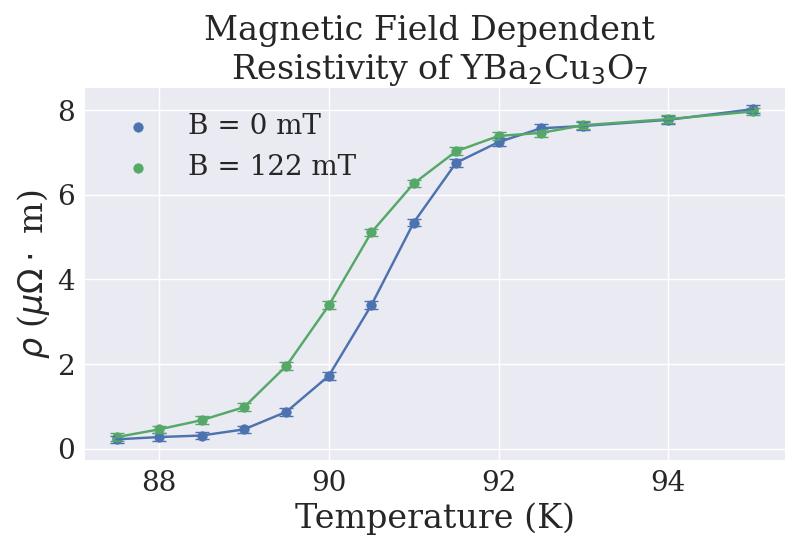 Magnetic Field Dependent
Resistivity of YBa₂Cu₃O₇
B = 0 mT
B = 122 mT
ρ (μΩ · m)
8
6
4
2
0
88 90 92 94
Temperature (K)